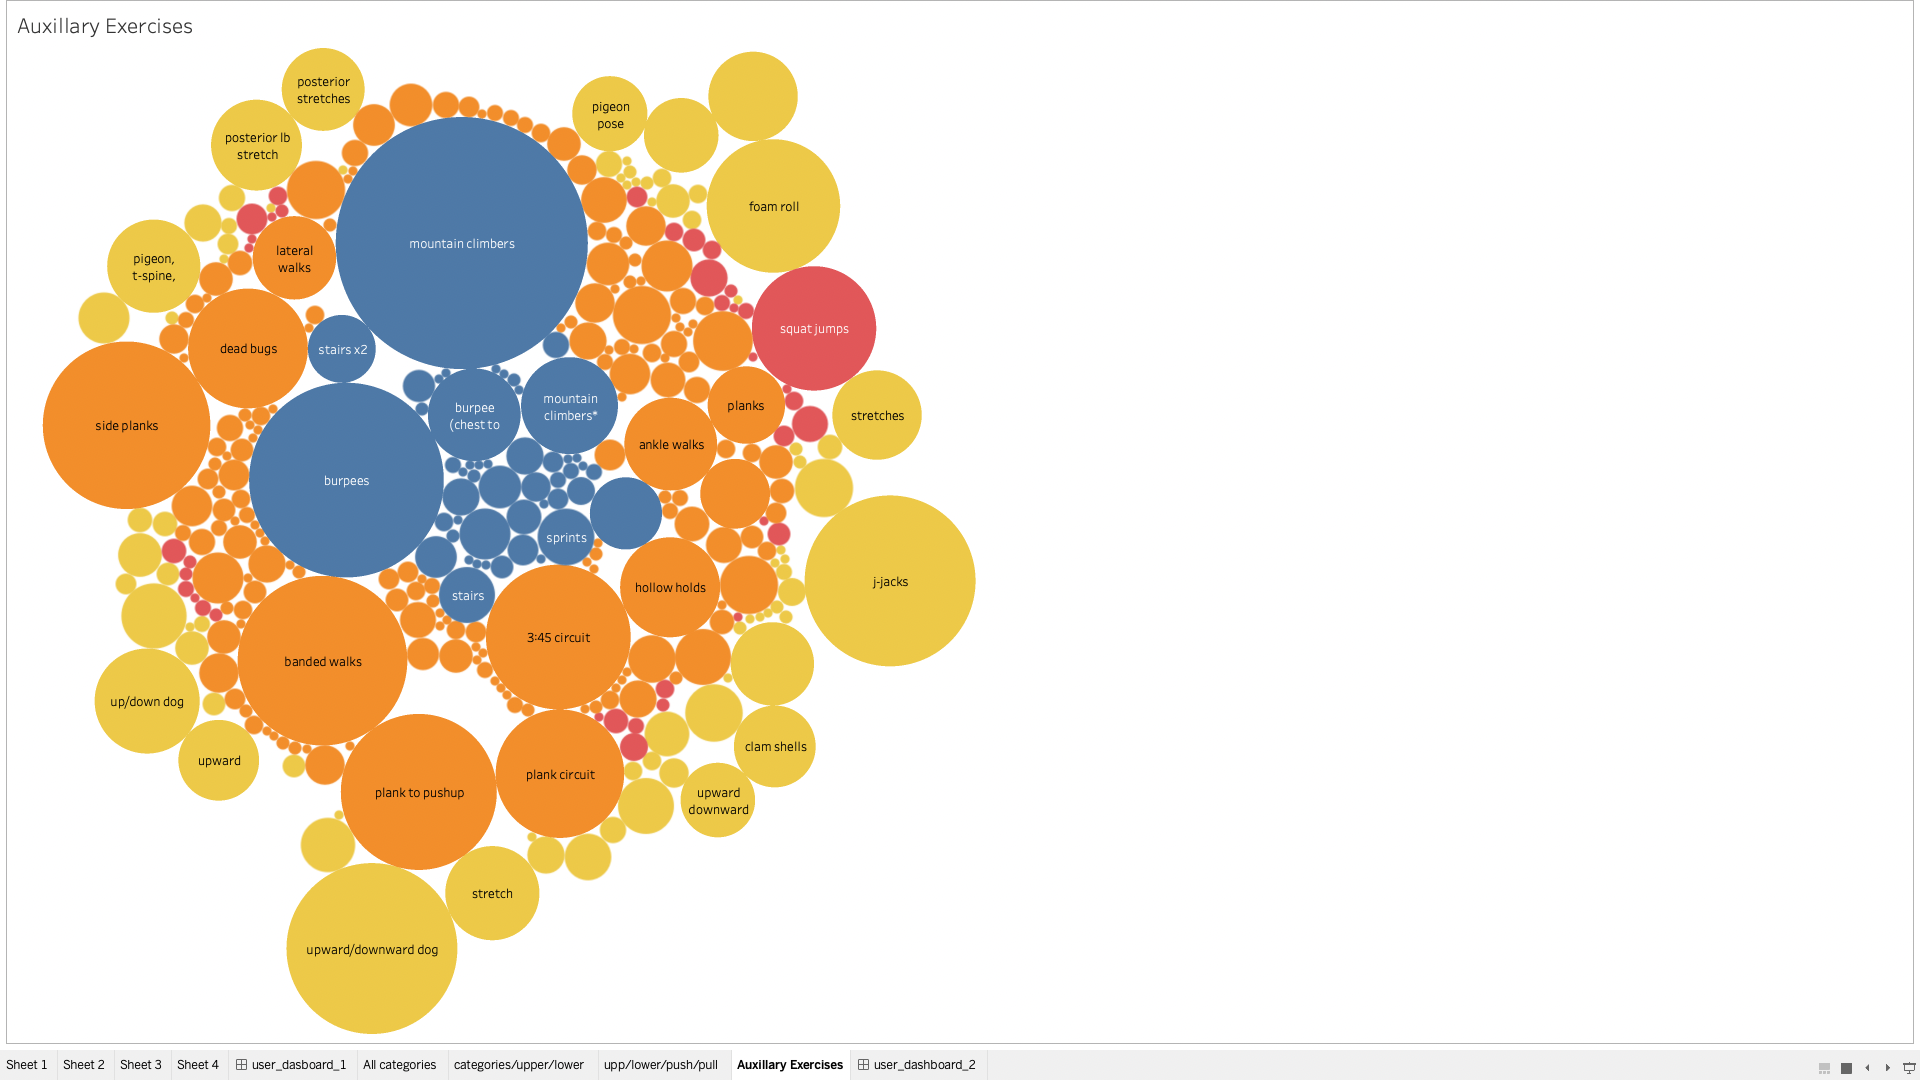 Auxillary Exercises
posterior
stretches
pigeon
pose
posterior lb
stretch
foam roll
mountain climbers
lateral
walks
pigeon,
t-spine,
squat jumps
dead bugs
stairs x2
burpee
(chest to
mountain
climbers*
planks
stretches
side planks
ankle walks
burpees
sprints
j-jacks
hollow holds
stairs
3:45 circuit
banded walks
up/down dog
clam shells
upward
plank circuit
plank to pushup
upward
downward
stretch
upward/downward dog
Sheet 1
Sheet 2
Sheet 3
Sheet 4
user_dasboard_1
All categories
categories/upper/lower
upp/lower/push/pull
Auxillary Exercises
user_dashboard_2